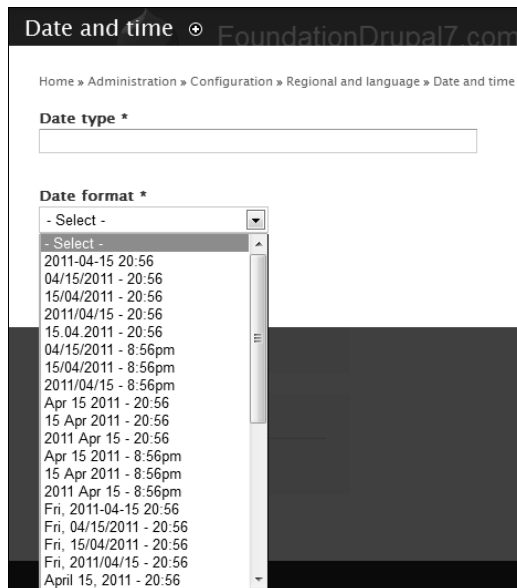 Date and time
FoundationDrupal7.com
Home » Administration » Configuration » Regional and language » Date and time
Date type *
Date format *
- Select -
- Select -
2011-04-15 20:56
04/15/2011 - 20:56
15/04/2011 - 20:56
2011/04/15 - 20:56
15.04.2011 - 20:56
04/15/2011 - 8:56pm
15/04/2011 - 8:56pm
2011/04/15 - 8:56pm
Apr 15 2011 - 20:56
15 Apr 2011 - 20:56
2011 Apr 15 - 20:56
Apr 15 2011 - 8:56pm
15 Apr 2011 - 8:56pm
2011 Apr 15 - 8:56pm
Fri, 2011-04-15 20:56
Fri, 04/15/2011 - 20:56
Fri, 15/04/2011 - 20:56
Fri, 2011/04/15 - 20:56
April 15, 2011 - 20:56